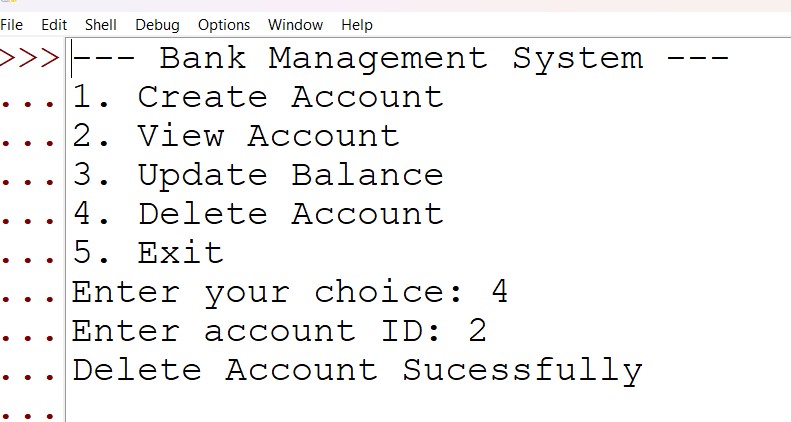 File Edit Shell Debug Options Window Help
>>> --- Bank Management System ---
... 1. Create Account
... 2. View Account
... 3. Update Balance
... 4. Delete Account
... 5. Exit
... Enter your choice: 4
... Enter account ID: 2
... Delete Account Sucessfully
...